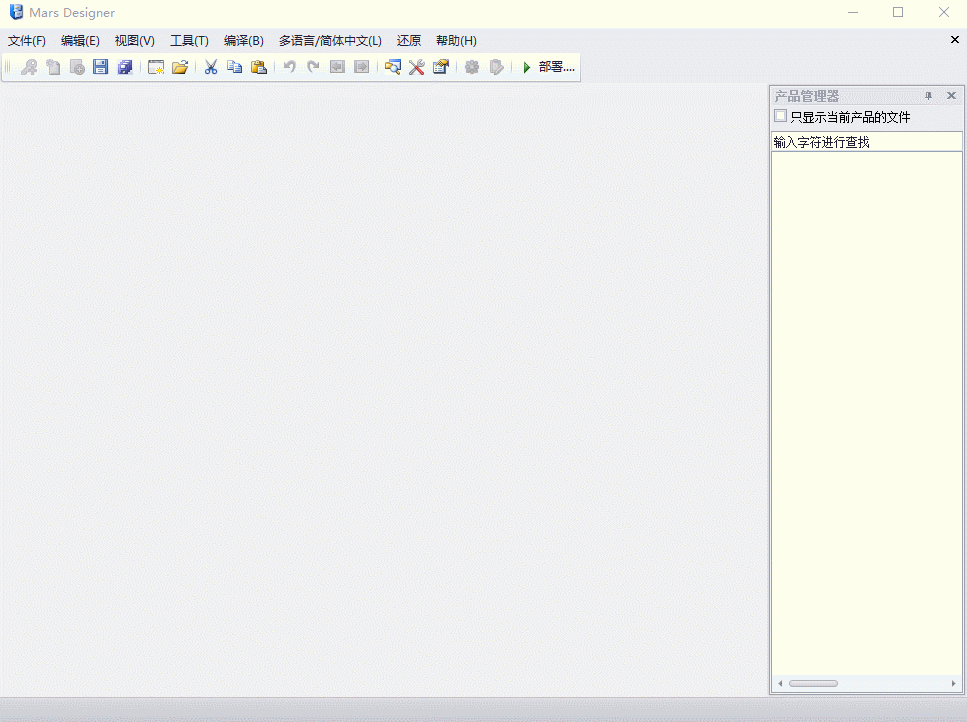 Mars Designer
文件(F) 编辑(E) 视图(V) 工具(T) 编译(B) 多语言/简体中文(L) 还原 帮助(H)
部署....
产品管理器
只显示当前产品的文件
输入字符进行查找